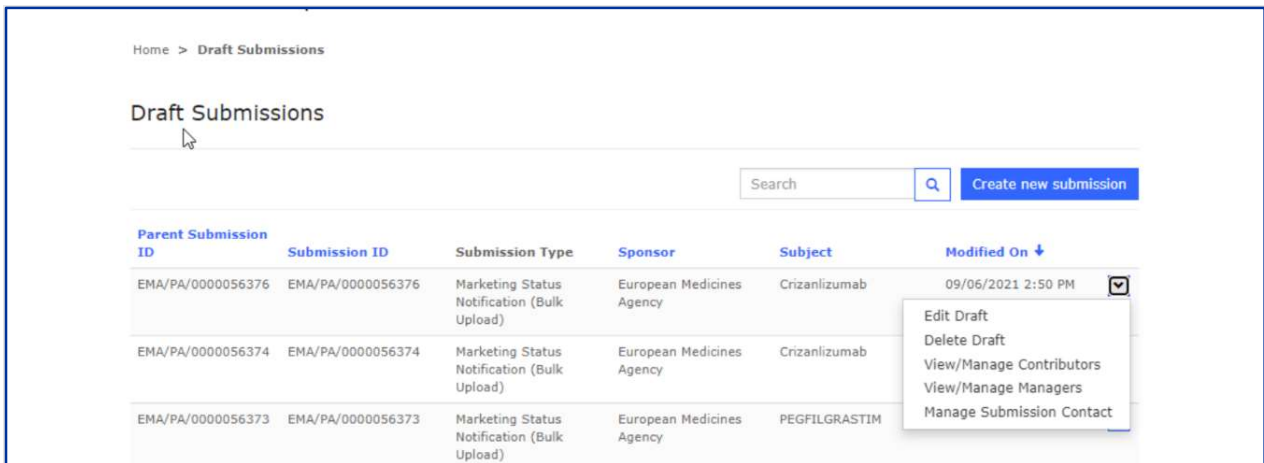 Home > Draft Submissions
Draft Submissions
Search
Create new submission
Parent Submission
ID
Submission ID
Submission Type
Sponsor
Subject
Modified On
EMA/PA/0000056376 EMA/PA/0000056376 Marketing Status European Medicines Crizanlizumab 09/06/2021 2:50 PM
Notification (Bulk Agency
Upload)
Edit Draft
Delete Draft
View/Manage Contributors
View/Manage Managers
Manage Submission Contact
EMA/PA/0000056374 EMA/PA/0000056374 Marketing Status European Medicines Crizanlizumab
Notification (Bulk Agency
Upload)
EMA/PA/0000056373 EMA/PA/0000056373 Marketing Status European Medicines PEGFILGRASTIM
Notification (Bulk Agency
Upload)